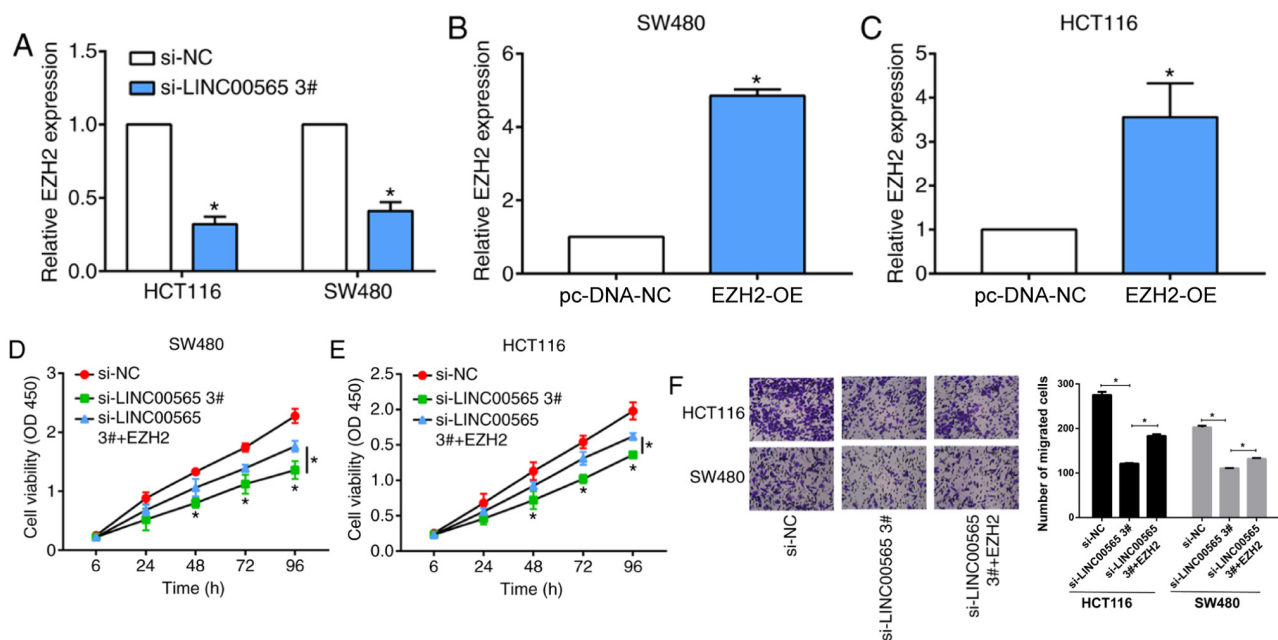 A
Relative EZH2 expression
1.5
1.0
0.5
0.0
si-NC
si-LINC00565 3#
*
*
HCT116
SW480
B
SW480
Relative EZH2 expression
6
4
2
0
*
pc-DNA-NC
EZH2-OE
C
HCT116
Relative EZH2 expression
5
4
3
2
1
0
*
pc-DNA-NC
EZH2-OE
D
SW480
Cell viability (OD 450)
3
2
1
0
si-NC
si-LINC00565 3#
si-LINC00565
3#+EZH2
*
*
*
*
6
24
48
72
96
Time (h)
E
HCT116
Cell viability (OD 450)
2.5
2.0
1.5
1.0
0.5
0.0
si-NC
si-LINC00565 3#
si-LINC00565
3#+EZH2
*
*
*
*
6
24
48
72
96
Time (h)
F
HCT116
SW480
si-NC
si-LINC00565 3#
si-LINC00565
3#+EZH2
Number of migrated cells
300
200
100
0
*
*
*
*
si-NC
si-LINC00565 3#
si-LINC00565
3#+EZH2
si-NC
si-LINC00565 3#
si-LINC00565
3#+EZH2
HCT116
SW480